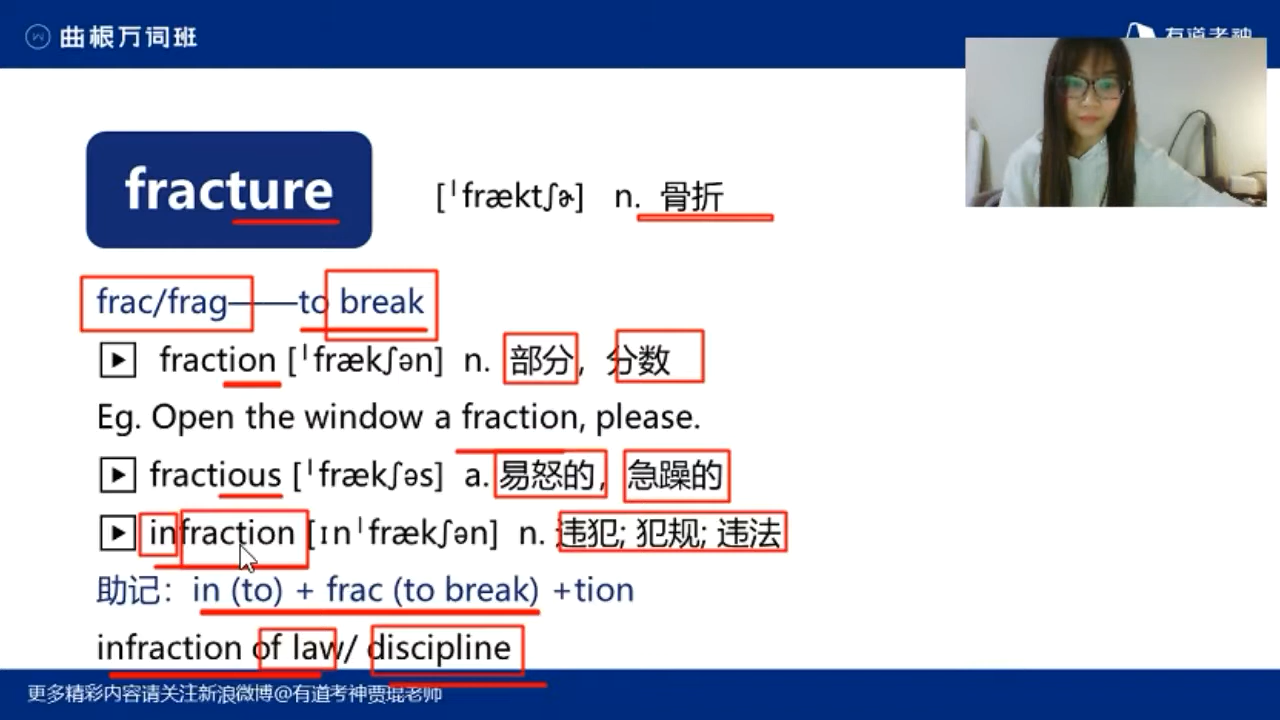 曲根万词班
有道考神
fracture
[ˈfræktʃɚ] n. 骨折
frac/frag——to break
fraction [ˈfrækʃən] n. 部分, 分数
Eg. Open the window a fraction, please.
fractious [ˈfrækʃəs] a. 易怒的, 急躁的
infraction [ɪnˈfrækʃən] n. 违犯; 犯规; 违法
助记：in (to) + frac (to break) +tion
infraction of law/ discipline
更多精彩内容请关注新浪微博@有道考神贾琨老师